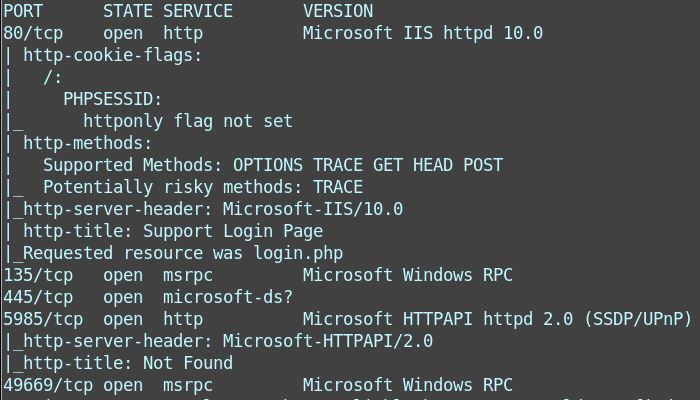 PORT      STATE SERVICE       VERSION
80/tcp    open  http          Microsoft IIS httpd 10.0
| http-cookie-flags:
|   /:
|     PHPSESSID:
|_      httponly flag not set
| http-methods:
|   Supported Methods: OPTIONS TRACE GET HEAD POST
|_  Potentially risky methods: TRACE
|_http-server-header: Microsoft-IIS/10.0
| http-title: Support Login Page
|_Requested resource was login.php
135/tcp   open  msrpc         Microsoft Windows RPC
445/tcp   open  microsoft-ds?
5985/tcp  open  http          Microsoft HTTPAPI httpd 2.0 (SSDP/UPnP)
|_http-server-header: Microsoft-HTTPAPI/2.0
|_http-title: Not Found
49669/tcp open  msrpc         Microsoft Windows RPC